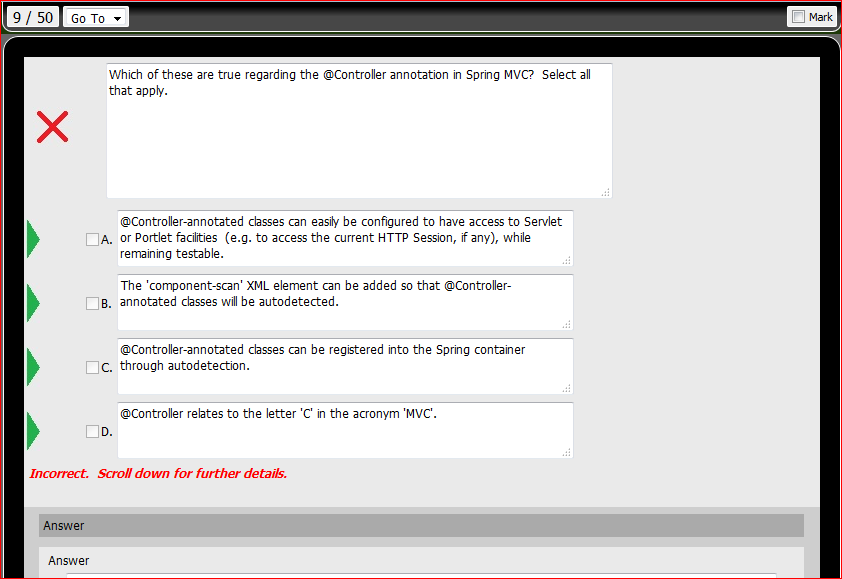 9 / 50 Go To Mark
Which of these are true regarding the @Controller annotation in Spring MVC?  Select all
that apply.
A. @Controller-annotated classes can easily be configured to have access to Servlet
or Portlet facilities  (e.g. to access the current HTTP Session, if any), while
remaining testable.
B. The 'component-scan' XML element can be added so that @Controller-
annotated classes will be autodetected.
C. @Controller-annotated classes can be registered into the Spring container
through autodetection.
D. @Controller relates to the letter 'C' in the acronym 'MVC'.
Incorrect.  Scroll down for further details.
Answer
Answer